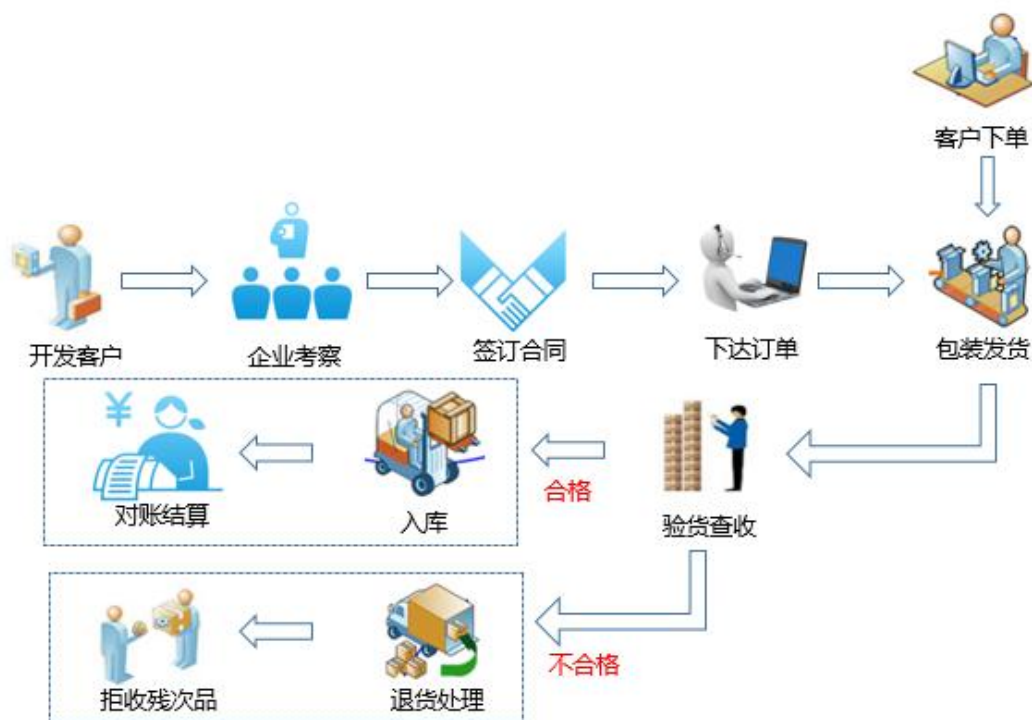 客户下单
开发客户
企业考察
签订合同
下达订单
包装发货
¥
对账结算
入库
合格
验货查收
拒收残次品
退货处理
不合格